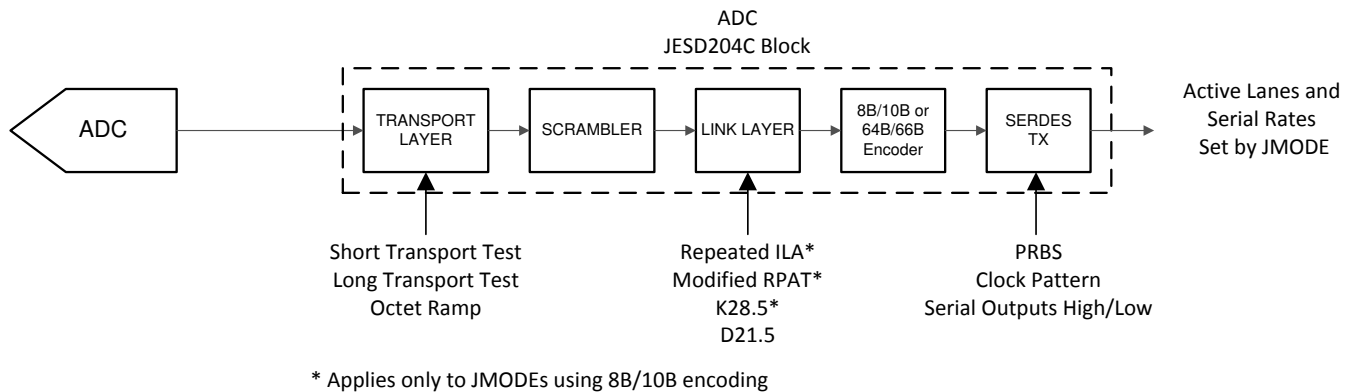 ADC
JESD204C Block
ADC
TRANSPORT
LAYER
SCRAMBLER
LINK LAYER
8B/10B or
64B/66B
Encoder
SERDES
TX
Active Lanes and
Serial Rates
Set by JMODE
Short Transport Test
Long Transport Test
Octet Ramp
Repeated ILA*
Modified RPAT*
K28.5*
D21.5
PRBS
Clock Pattern
Serial Outputs High/Low
* Applies only to JMODEs using 8B/10B encoding